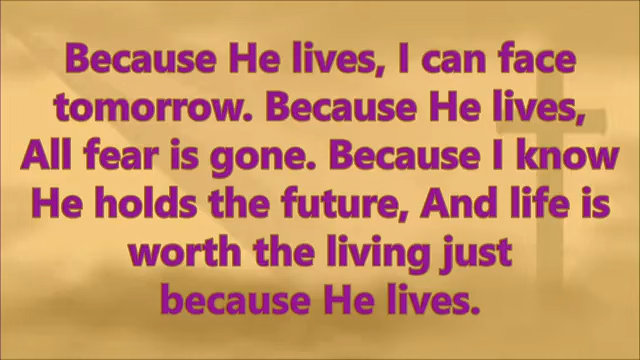 Because He lives, I can face
tomorrow. Because He lives,
All fear is gone. Because I know
He holds the future, And life is
worth the living just
because He lives.